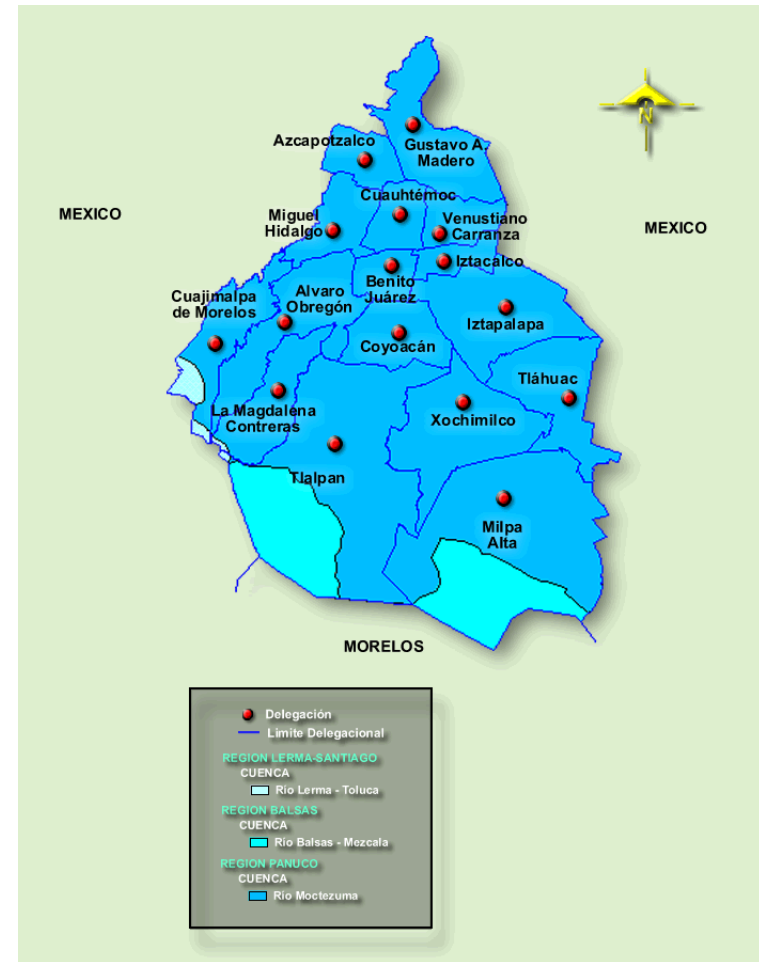 N
Azcapotzalco
Gustavo A.
Madero
Cuauhtémoc
MEXICO
Miguel
Hidalgo
Venustiano
Carranza
MEXICO
Iztacalco
Benito
Juárez
Cuajimalpa
de Morelos
Alvaro
Obregón
Iztapalapa
Coyoacán
Tláhuac
La Magdalena
Contreras
Xochimilco
Tlalpan
Milpa
Alta
MORELOS
Delegación
Limite Delegacional
REGION LERMA-SANTIAGO
CUENCA
Río Lerma - Toluca
REGION BALSAS
CUENCA
Río Balsas - Mezcala
REGION PANUCO
CUENCA
Río Moctezuma